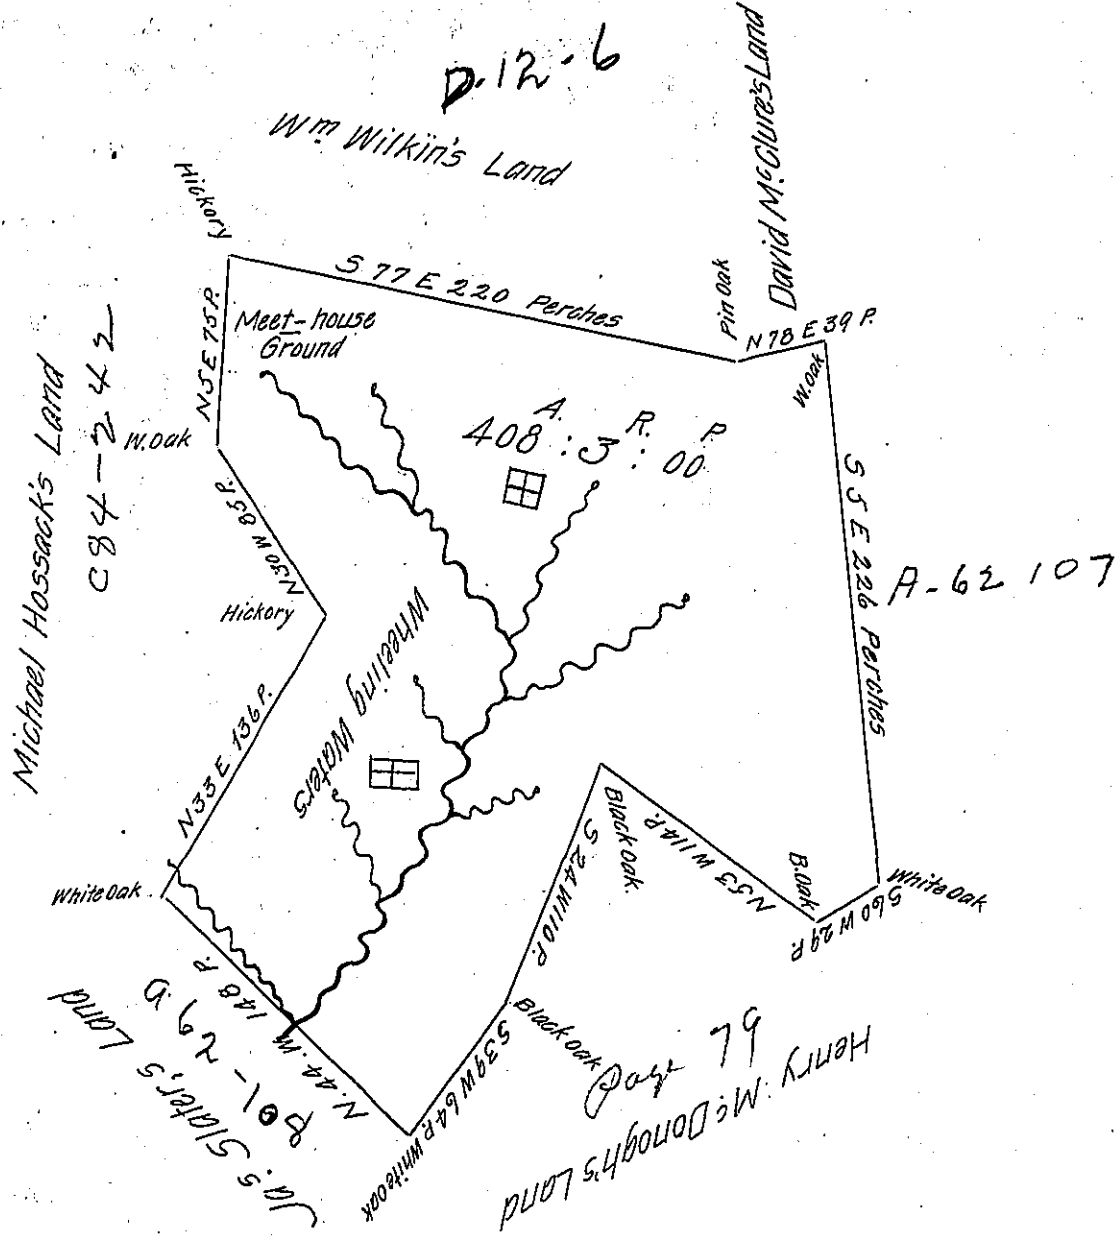 D.12-6
Wm Wilkin's Land
David McClure's Land
Hickory
S 77 E 220 Perches
Pin Oak
N 78 E 39 P.
W. Oak
N 5 E 75 P.
Meet-house
Ground
A. R. P.
408 : 3 : 00
Michael Hossack's Land
C84-242
W. Oak
N 30 W 85 P.
Hickory
S 5 E 226 Perches
A-62 107
Wheeling Waters
N 33 E 136 P.
White Oak
Black Oak.
N 53 W 114 P.
B. Oak
White Oak
S 60 W 29 P.
S 24 W 110 P.
N. 44. W 148 P.
Jas. Slater's Land
Black Oak
S 39 W 64 P.
White Oak
Page 79
Henry McDonogh's Land